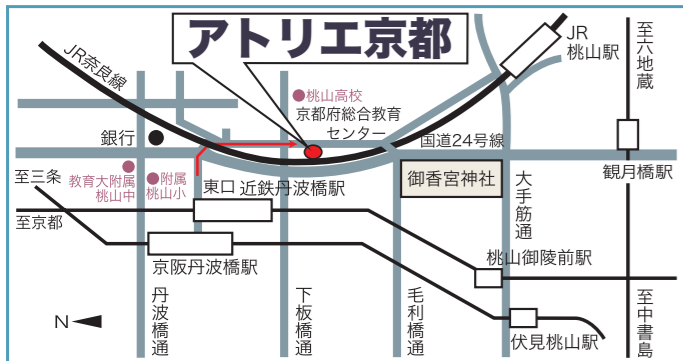 アトリエ京都
JR奈良線
桃山高校
京都府総合教育
センター
JR
桃山駅
至六地蔵
銀行
国道24号線
観月橋駅
教育大附属
桃山中
附属
桃山小
東口
近鉄丹波橋駅
御香宮神社
大手筋通
至三条
至京都
京阪丹波橋駅
桃山御陵前駅
伏見桃山駅
N
丹波橋通
下板橋通
毛利橋通
至中書島